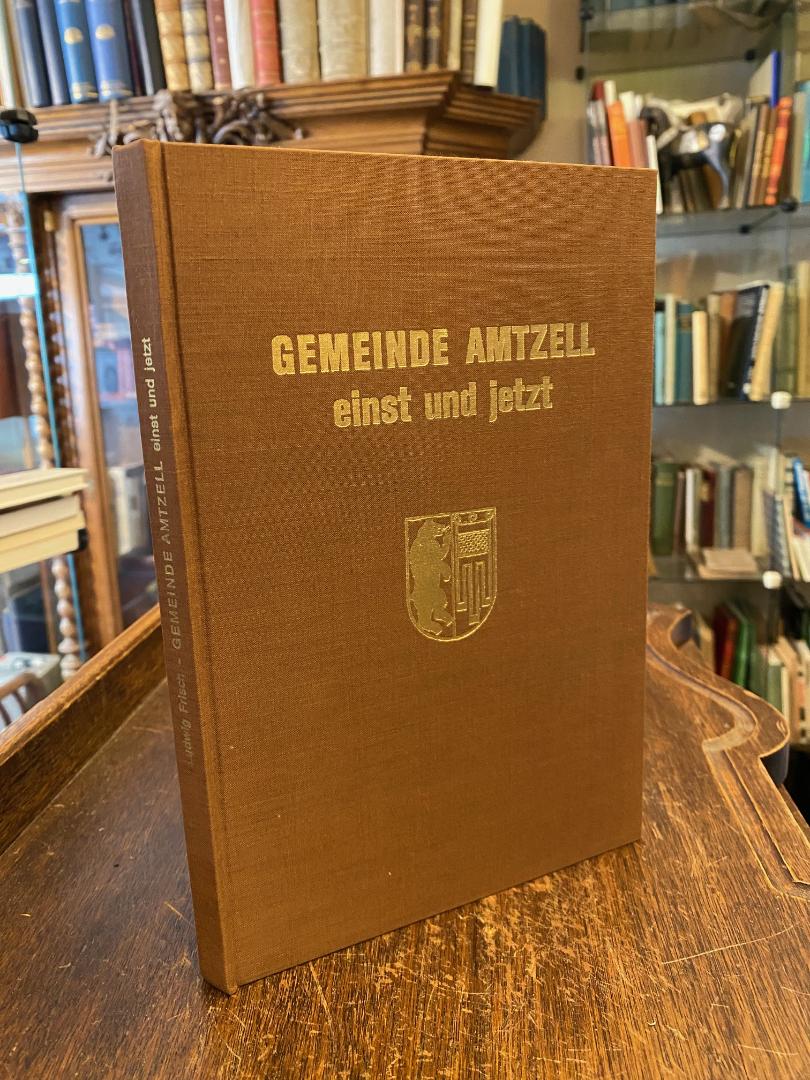 GEMEINDE AMTZELL
einst und jetzt
Ludwig Frisch - GEMEINDE AMTZELL einst und jetzt